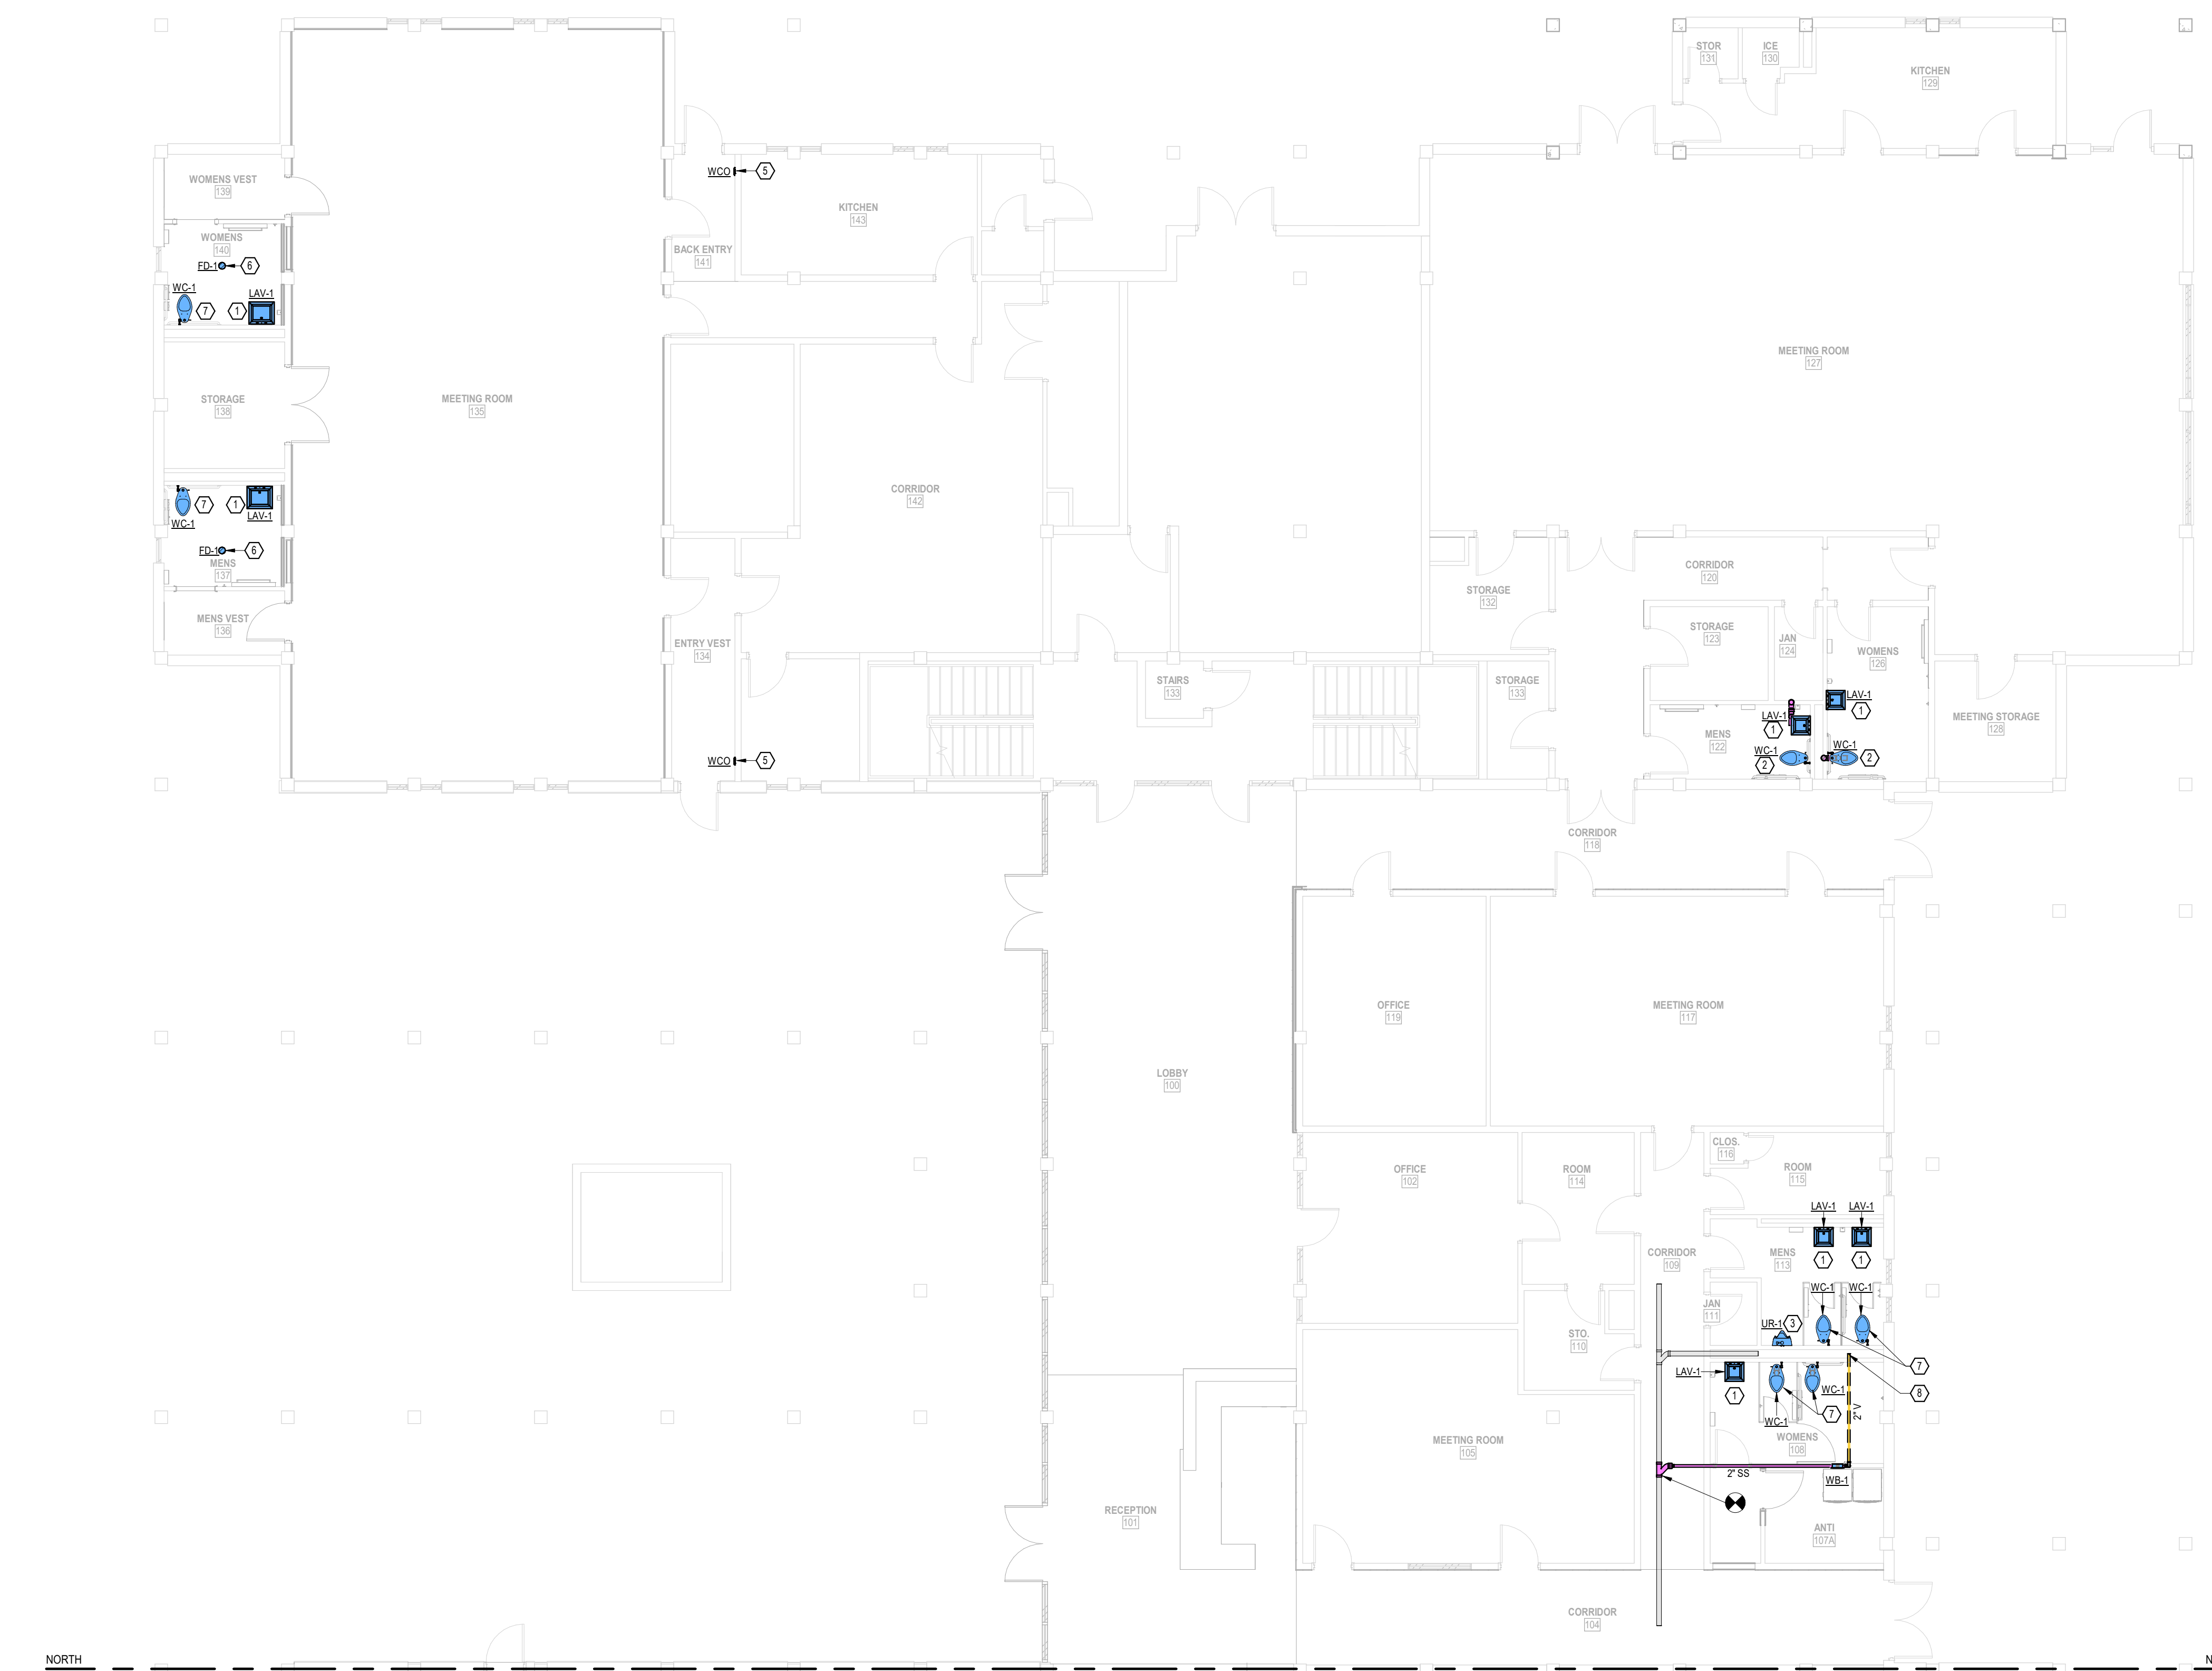 STOR
131
ICE
130
KITCHEN
129
WOMENS VEST
139
WCO
5
KITCHEN
143
WOMENS
140
FD-1
6
BACK ENTRY
141
WC-1
7
1
LAV-1
MEETING ROOM
127
STORAGE
138
MEETING ROOM
135
CORRIDOR
142
WC-1
7
1
LAV-1
FD-1
6
MENS
137
MENS VEST
136
ENTRY VEST
134
CORRIDOR
120
STORAGE
132
STORAGE
123
JAN
124
WOMENS
126
STAIRS
133
STORAGE
133
LAV-1
1
LAV-1
1
MENS
122
WC-1
2
WC-1
2
MEETING STORAGE
128
WCO
5
CORRIDOR
118
OFFICE
119
MEETING ROOM
117
LOBBY
100
CLOS.
116
OFFICE
102
ROOM
114
ROOM
115
LAV-1
LAV-1
CORRIDOR
109
MENS
113
1
1
WC-1
WC-1
JAN
111
UR-1
3
STO.
110
7
LAV-1
1
WC-1
8
2" V
WC-1
7
MEETING ROOM
105
WOMENS
108
2" SS
WB-1
RECEPTION
101
ANTI
107A
CORRIDOR
104
NORTH
N